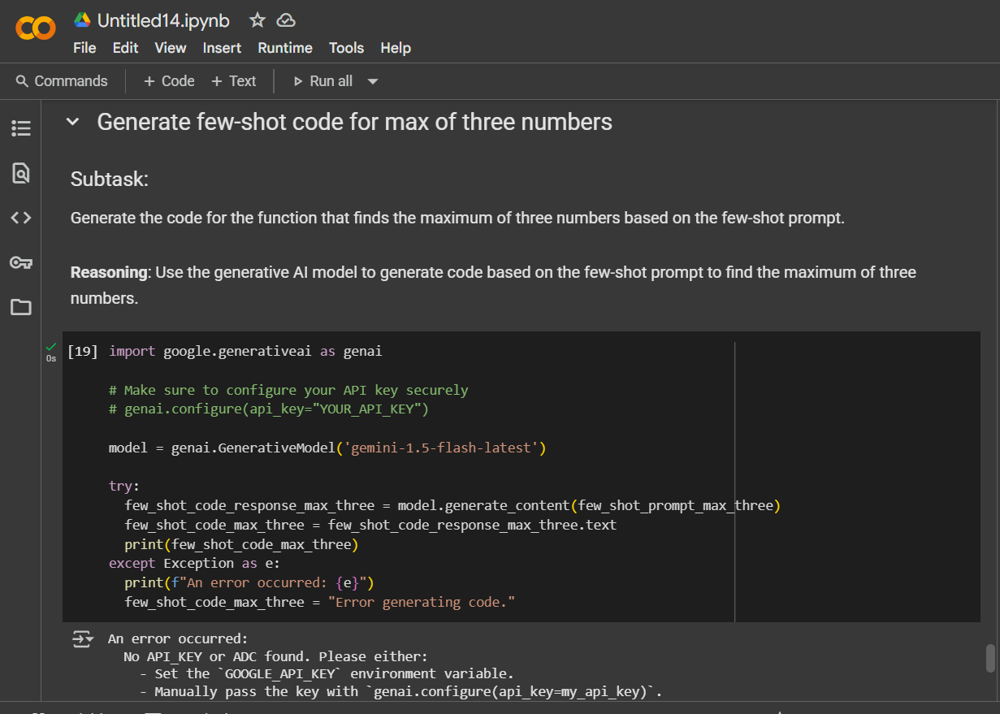 Untitled14.ipynb
File Edit View Insert Runtime Tools Help
Commands + Code + Text Run all
Generate few-shot code for max of three numbers
Subtask:
Generate the code for the function that finds the maximum of three numbers based on the few-shot prompt.
Reasoning: Use the generative AI model to generate code based on the few-shot prompt to find the maximum of three
numbers.
0s
[19] import google.generativeai as genai
# Make sure to configure your API key securely
# genai.configure(api_key="YOUR_API_KEY")
model = genai.GenerativeModel('gemini-1.5-flash-latest')
try:
  few_shot_code_response_max_three = model.generate_content(few_shot_prompt_max_three)
  few_shot_code_max_three = few_shot_code_response_max_three.text
  print(few_shot_code_max_three)
except Exception as e:
  print(f"An error occurred: {e}")
  few_shot_code_max_three = "Error generating code."
An error occurred:
  No API_KEY or ADC found. Please either:
    - Set the `GOOGLE_API_KEY` environment variable.
    - Manually pass the key with `genai.configure(api_key=my_api_key)`.